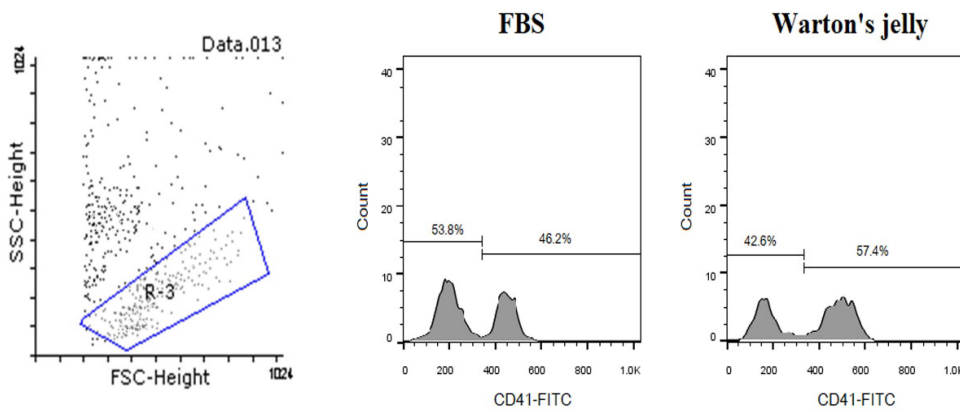 Data.013
1024
SSC-Height
R-3
FSC-Height
1024
FBS
40
30
20
10
0
Count
53.8%
46.2%
0
200
400
600
800
1.0K
CD41-FITC
Warton's jelly
40
30
20
10
0
Count
42.6%
57.4%
0
200
400
600
800
1.0K
CD41-FITC